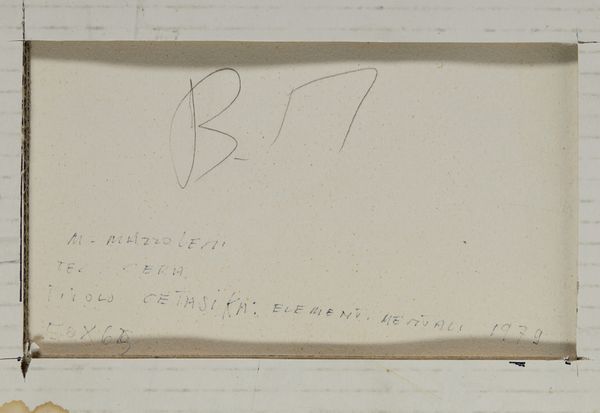 B. M
M. MAZZOLENI
TEC. CERA
TITOLO CETASIKA: ELEMENTI MENTALI 1979
50X65